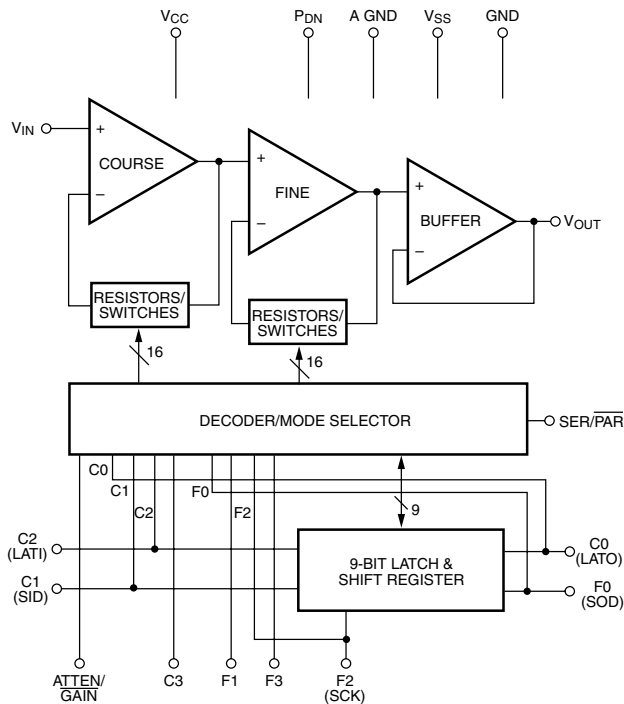 VCC PDN A GND VSS GND
VIN
+
COURSE
−
+
FINE
−
+
BUFFER
−
VOUT
RESISTORS/
SWITCHES
RESISTORS/
SWITCHES
16
16
DECODER/MODE SELECTOR
SER/PAR
C0
C1
C2
F0
F2
9
C2
(LATI)
C1
(SID)
9-BIT LATCH &
SHIFT REGISTER
C0
(LATO)
F0
(SOD)
ATTEN/
GAIN
C3
F1
F3
F2
(SCK)